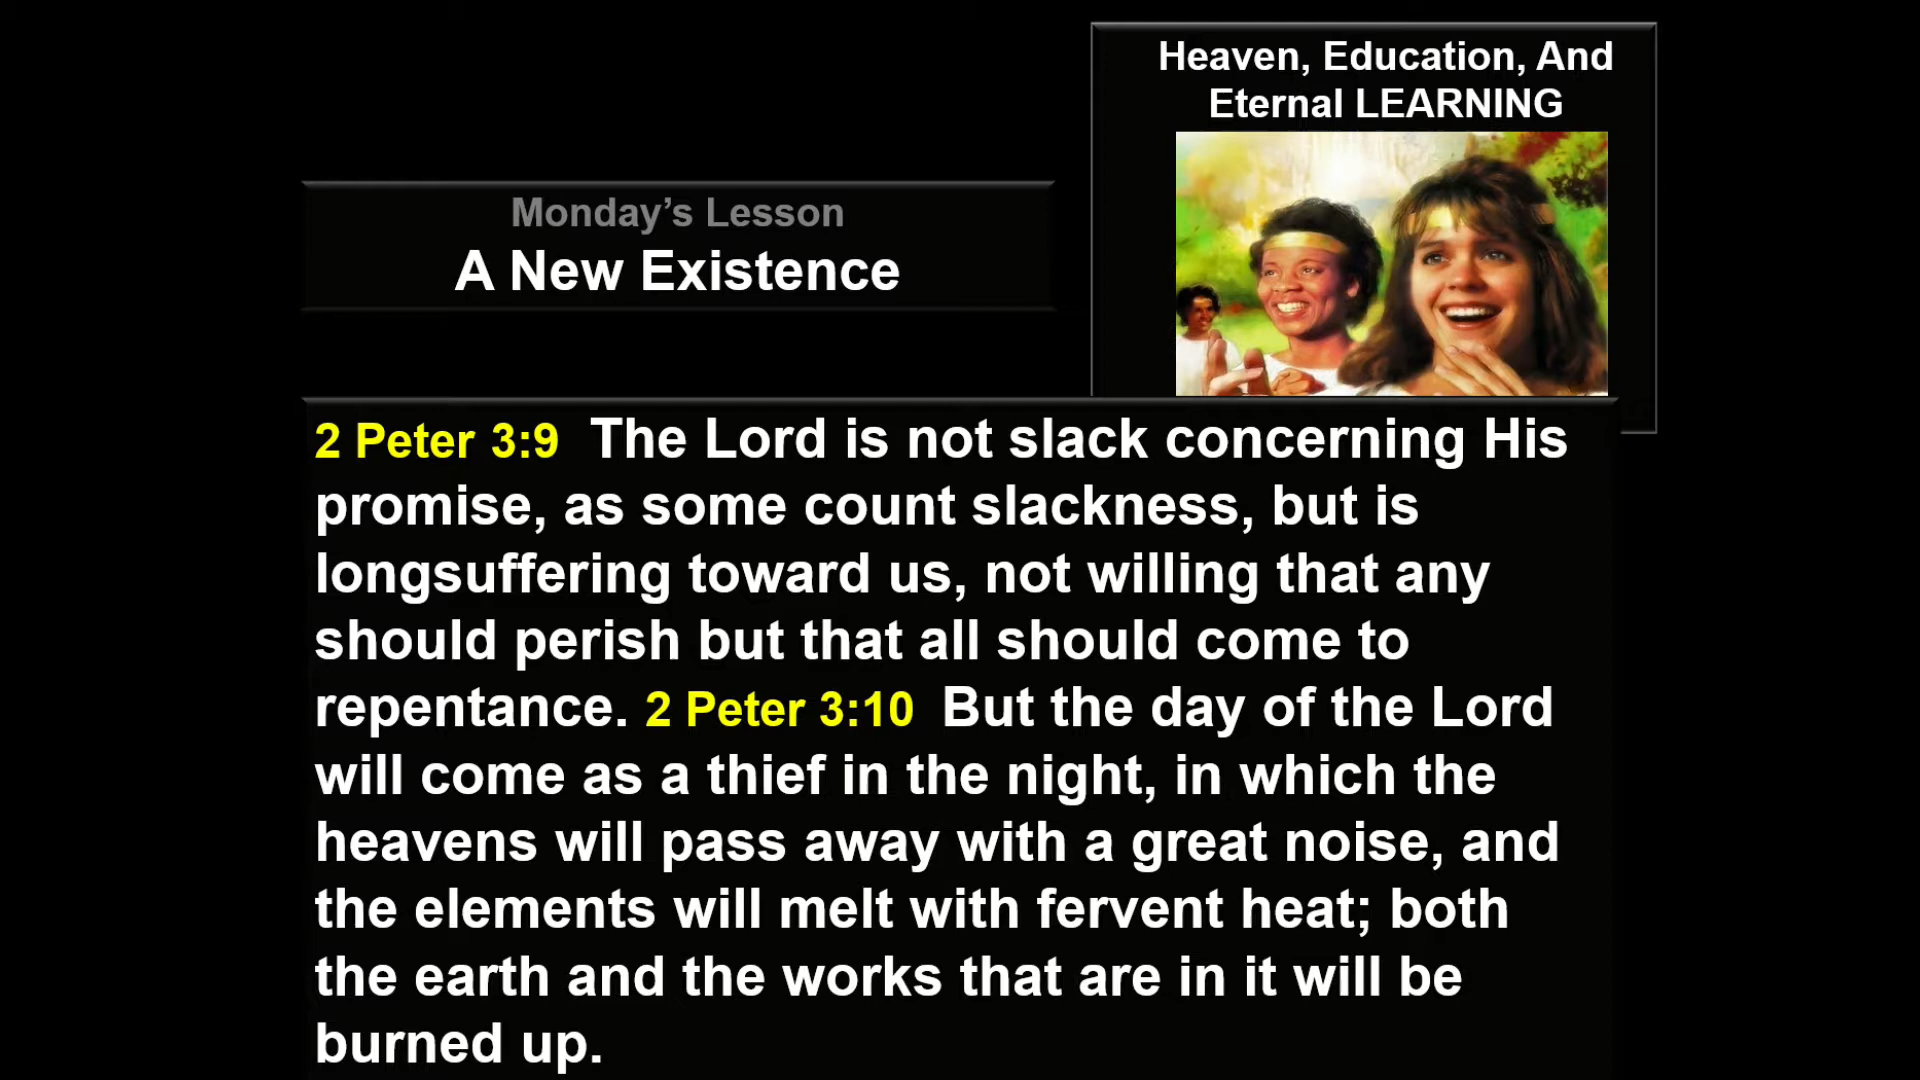 Heaven, Education, And
Eternal LEARNING
Monday’s Lesson
A New Existence
2 Peter 3:9 The Lord is not slack concerning His
promise, as some count slackness, but is
longsuffering toward us, not willing that any
should perish but that all should come to
repentance. 2 Peter 3:10 But the day of the Lord
will come as a thief in the night, in which the
heavens will pass away with a great noise, and
the elements will melt with fervent heat; both
the earth and the works that are in it will be
burned up.